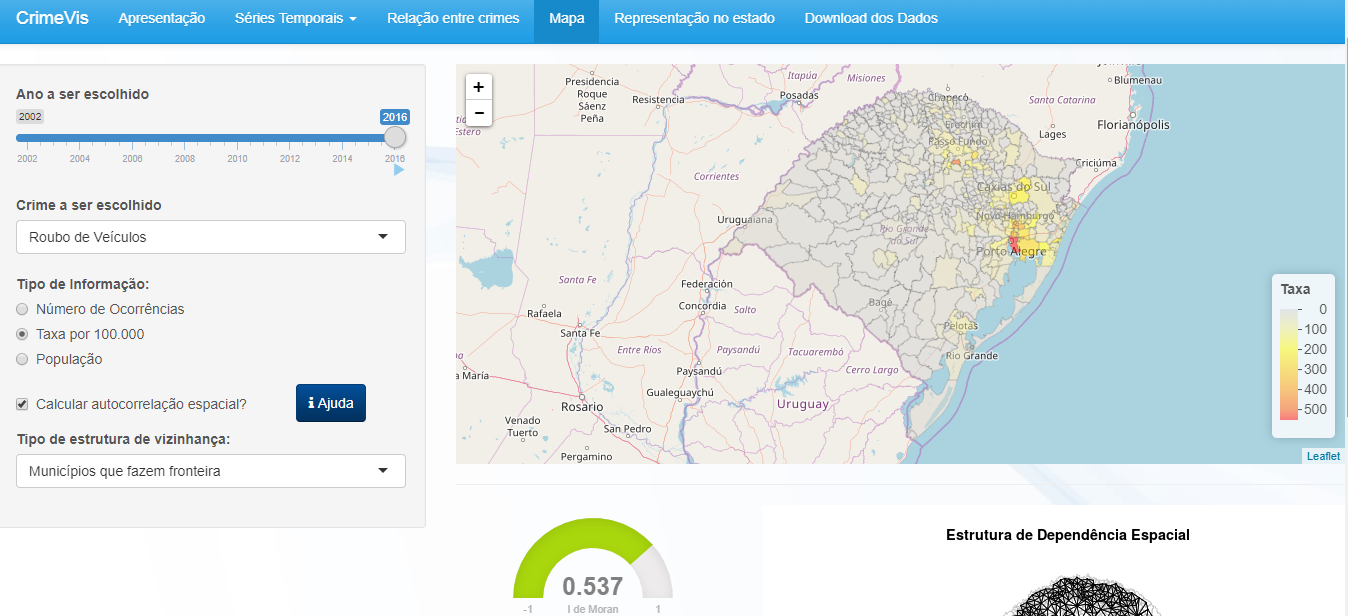 CrimeVis Apresentação Séries Temporais Relação entre crimes Mapa Representação no estado Download dos Dados
Ano a ser escolhido
2002 2016
2002 2004 2006 2008 2010 2012 2014 2016
Crime a ser escolhido
Roubo de Veículos
Tipo de Informação:
Número de Ocorrências
Taxa por 100.000
População
Calcular autocorrelação espacial?
i Ajuda
Tipo de estrutura de vizinhança:
Municípios que fazem fronteira
+
−
Presidencia
Roque
Sáenz
Peña
Resistencia
Posadas
Itapúa
Misiones
Chapecó
Blumenau
Santa Catarina
Florianópolis
Lages
Criciúma
Estero
Corrientes
Erechim
Passo Fundo
Caxias do Sul
Novo Hamburgo
Uruguaiana
Rio Grande
do Sul
Porto Alegre
Santa Fe
Federación
Concordia
Salto
Bagé
Rafaela
Santa Fe
Pelotas
Entre Ríos
Paysandú
Tacuarembó
Rio Grande
Paysandú
Cerro Largo
a María
Gualeguaychú
Rosario
Uruguay
Venado
Tuerto
San Pedro
Pergamino
Taxa
0
100
200
300
400
500
Leaflet
0.537
-1 I de Moran 1
Estrutura de Dependência Espacial